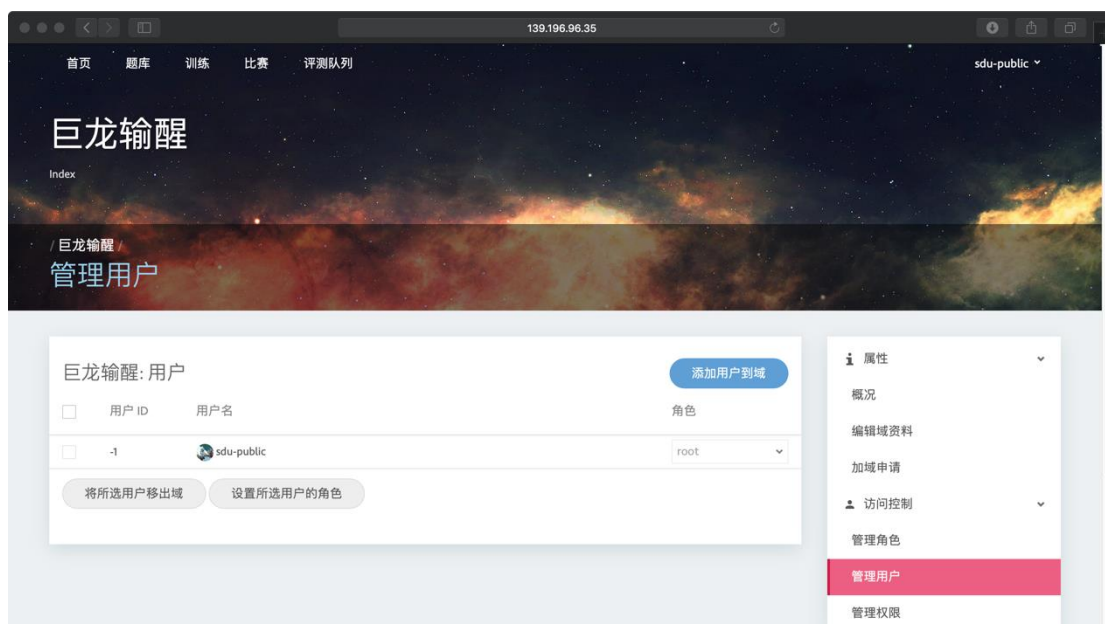 139.196.96.35
首页 题库 训练 比赛 评测队列 sdu-public
巨龙输醒
Index
/ 巨龙输醒 /
管理用户
巨龙输醒: 用户 添加用户到域
用户 ID 用户名 角色
-1 sdu-public root
将所选用户移出域 设置所选用户的角色
属性
概况
编辑域资料
加域申请
访问控制
管理角色
管理用户
管理权限